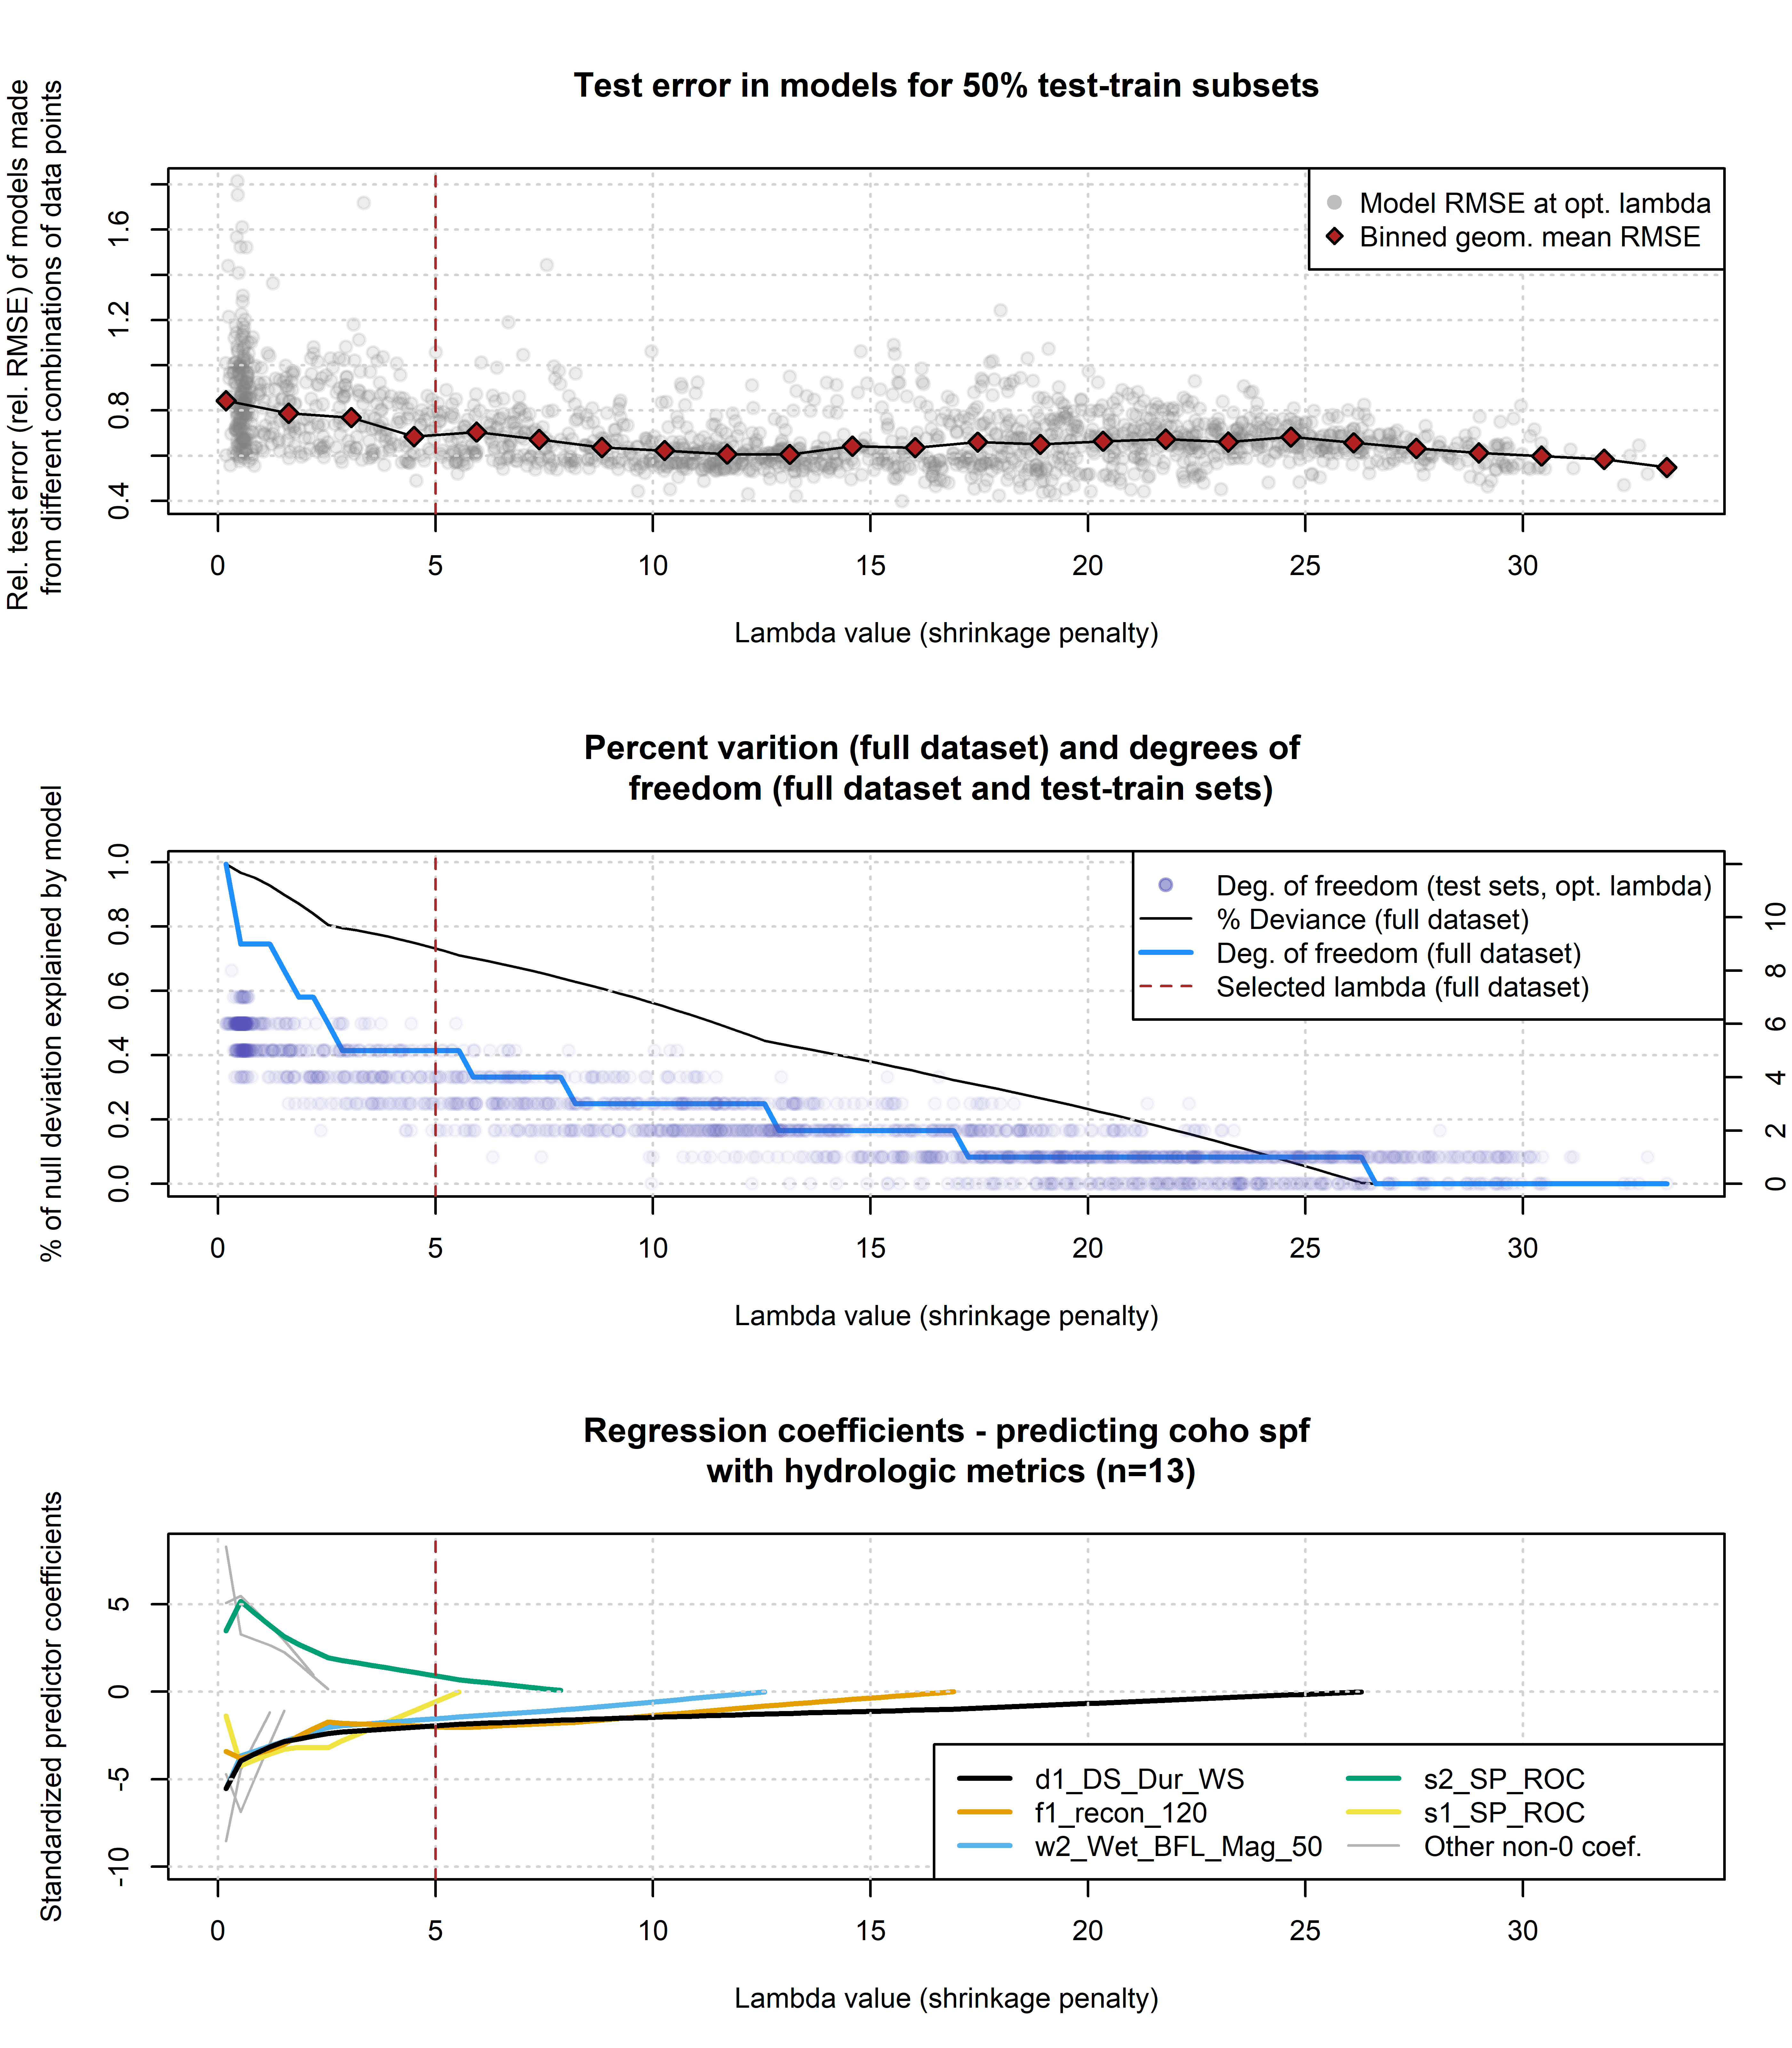 Test error in models for 50% test-train subsets
Rel. test error (rel. RMSE) of models made
from different combinations of data points
1.6
1.2
0.8
0.4
Model RMSE at opt. lambda
Binned geom. mean RMSE
0 5 10 15 20 25 30
Lambda value (shrinkage penalty)
Percent varition (full dataset) and degrees of
freedom (full dataset and test-train sets)
% of null deviation explained by model
1.0
0.8
0.6
0.4
0.2
0.0
Deg. of freedom (test sets, opt. lambda)
% Deviance (full dataset)
Deg. of freedom (full dataset)
Selected lambda (full dataset)
10
8
6
4
2
0
0 5 10 15 20 25 30
Lambda value (shrinkage penalty)
Regression coefficients - predicting coho spf
with hydrologic metrics (n=13)
Standardized predictor coefficients
5
0
-5
-10
d1_DS_Dur_WS
f1_recon_120
w2_Wet_BFL_Mag_50
s2_SP_ROC
s1_SP_ROC
Other non-0 coef.
0 5 10 15 20 25 30
Lambda value (shrinkage penalty)